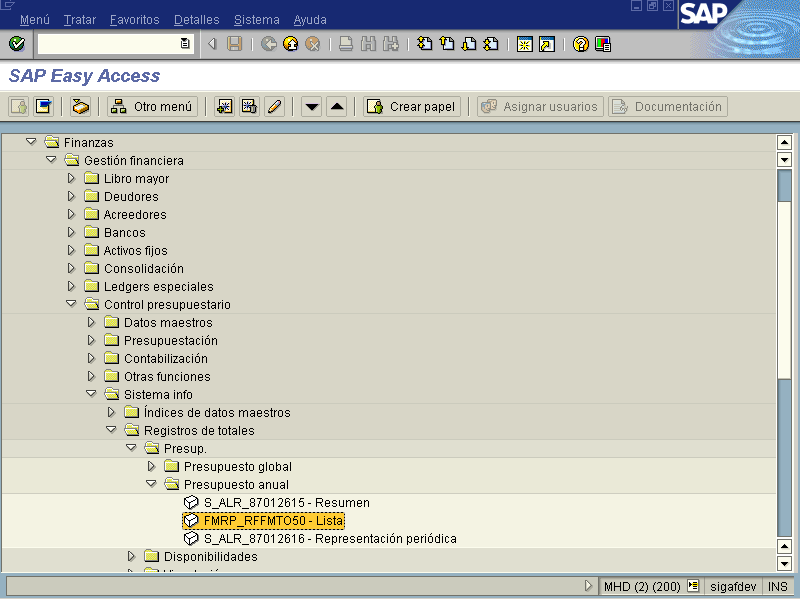 Menú Tratar Favoritos Detalles Sistema Ayuda
SAP
SAP Easy Access
Otro menú Crear papel Asignar usuarios Documentación
Finanzas
Gestión financiera
Libro mayor
Deudores
Acreedores
Bancos
Activos fijos
Consolidación
Ledgers especiales
Control presupuestario
Datos maestros
Presupuestación
Contabilización
Otras funciones
Sistema info
Índices de datos maestros
Registros de totales
Presup.
Presupuesto global
Presupuesto anual
S_ALR_87012615 - Resumen
FMRP_RFFMTO50 - Lista
S_ALR_87012616 - Representación periódica
Disponibilidades
MHD (2) (200) sigafdev INS